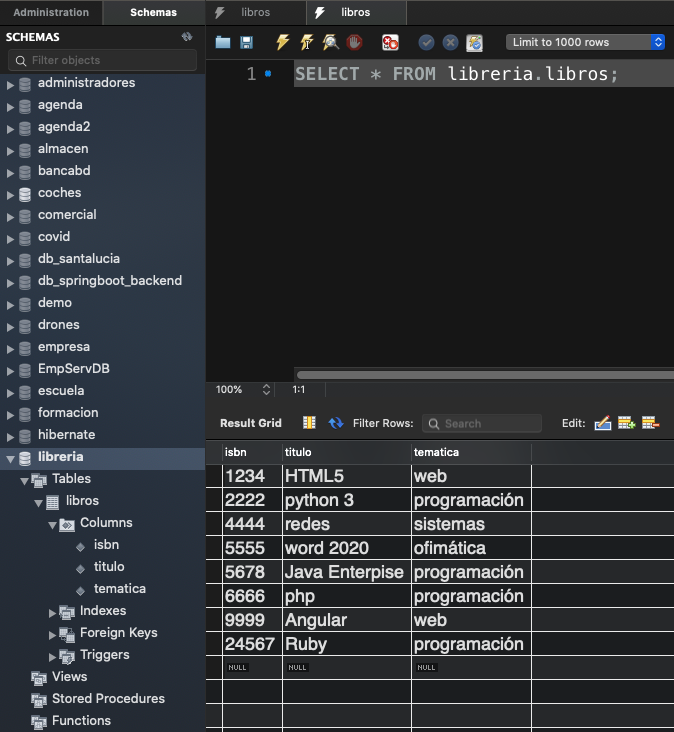 Administration Schemas
SCHEMAS
Filter objects
administradores
agenda
agenda2
almacen
bancabd
coches
comercial
covid
db_santalucia
db_springboot_backend
demo
drones
empresa
EmpServDB
escuela
formacion
hibernate
libreria
Tables
libros
Columns
isbn
titulo
tematica
Indexes
Foreign Keys
Triggers
Views
Stored Procedures
Functions
libros libros
Limit to 1000 rows
1 SELECT * FROM libreria.libros;
100% 1:1
Result Grid Filter Rows: Search Edit:
isbn titulo tematica
1234 HTML5 web
2222 python 3 programación
4444 redes sistemas
5555 word 2020 ofimática
5678 Java Enterpise programación
6666 php programación
9999 Angular web
24567 Ruby programación
NULL NULL NULL